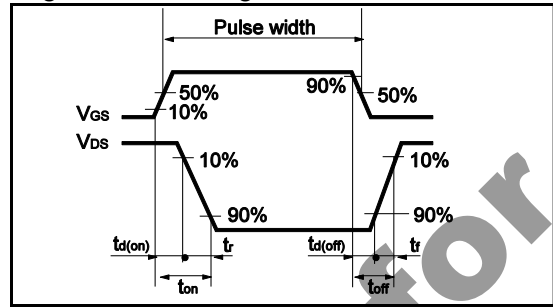 Pulse width
90%
50%
50%
10%
VGS
VDS
10%
10%
90%
90%
td(on)
tr
td(off)
tf
ton
toff
for